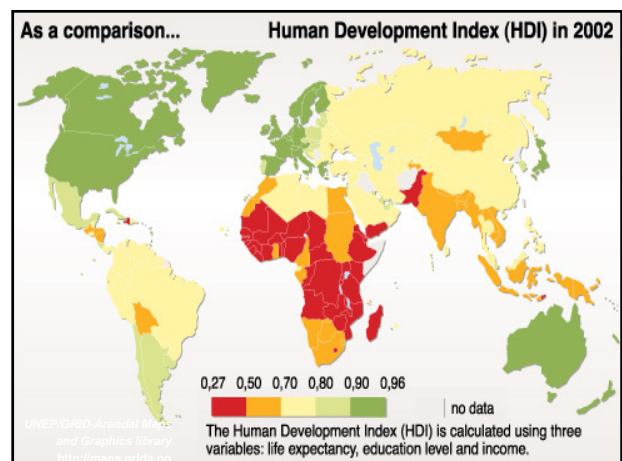 As a comparison... Human Development Index (HDI) in 2002
0,27 0,50 0,70 0,80 0,90 0,96
no data
The Human Development Index (HDI) is calculated using three
variables: life expectancy, education level and income.
UNEP/GRID-Arendal Maps
and Graphics library
http://maps.grida.no